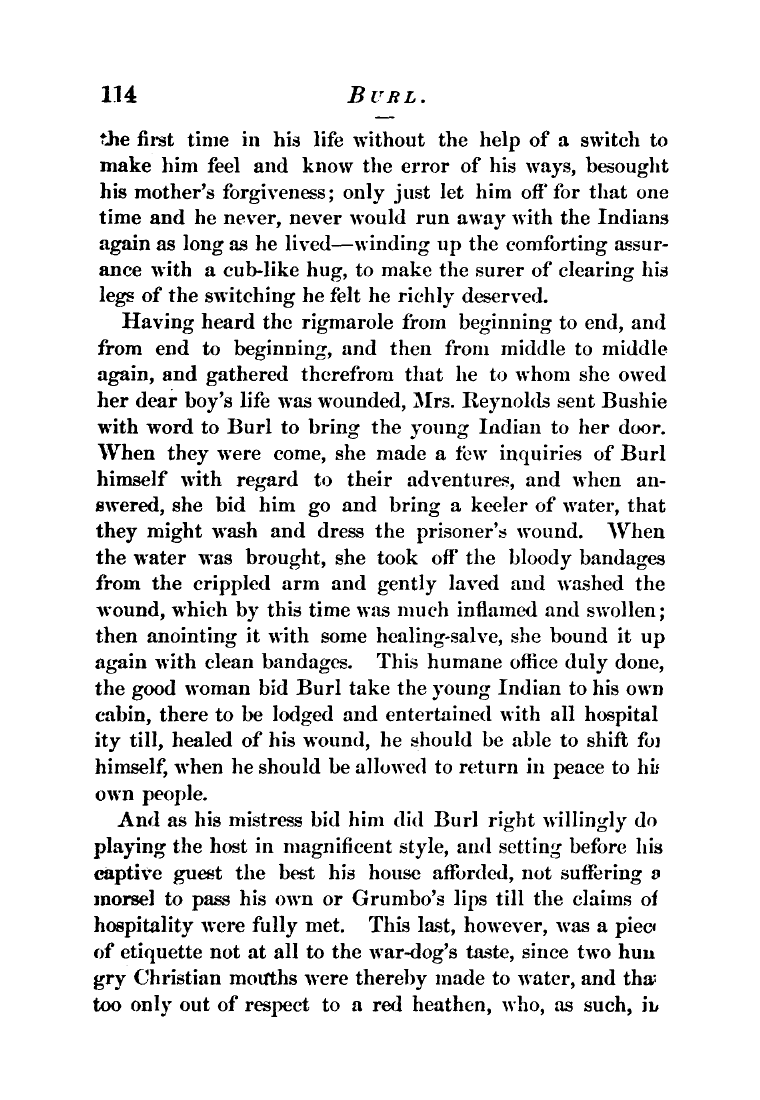 114 BURL.
the first time in his life without the help of a switch to
make him feel and know the error of his ways, besought
his mother's forgiveness; only just let him off for that one
time and he never, never would run away with the Indians
again as long as he lived—winding up the comforting assur-
ance with a cub-like hug, to make the surer of clearing his
legs of the switching he felt he richly deserved.
Having heard the rigmarole from beginning to end, and
from end to beginning, and then from middle to middle
again, and gathered therefrom that he to whom she owed
her dear boy's life was wounded, Mrs. Reynolds sent Bushie
with word to Burl to bring the young Indian to her door.
When they were come, she made a few inquiries of Burl
himself with regard to their adventures, and when an-
swered, she bid him go and bring a keeler of water, that
they might wash and dress the prisoner's wound. When
the water was brought, she took off the bloody bandages
from the crippled arm and gently laved and washed the
wound, which by this time was much inflamed and swollen;
then anointing it with some healing-salve, she bound it up
again with clean bandages. This humane office duly done,
the good woman bid Burl take the young Indian to his own
cabin, there to be lodged and entertained with all hospital
ity till, healed of his wound, he should be able to shift for
himself, when he should be allowed to return in peace to his
own people.
And as his mistress bid him did Burl right willingly do
playing the host in magnificent style, and setting before his
captive guest the best his house afforded, not suffering a
morsel to pass his own or Grumbo's lips till the claims of
hospitality were fully met. This last, however, was a piece
of etiquette not at all to the war-dog's taste, since two hun
gry Christian mouths were thereby made to water, and that
too only out of respect to a red heathen, who, as such, in